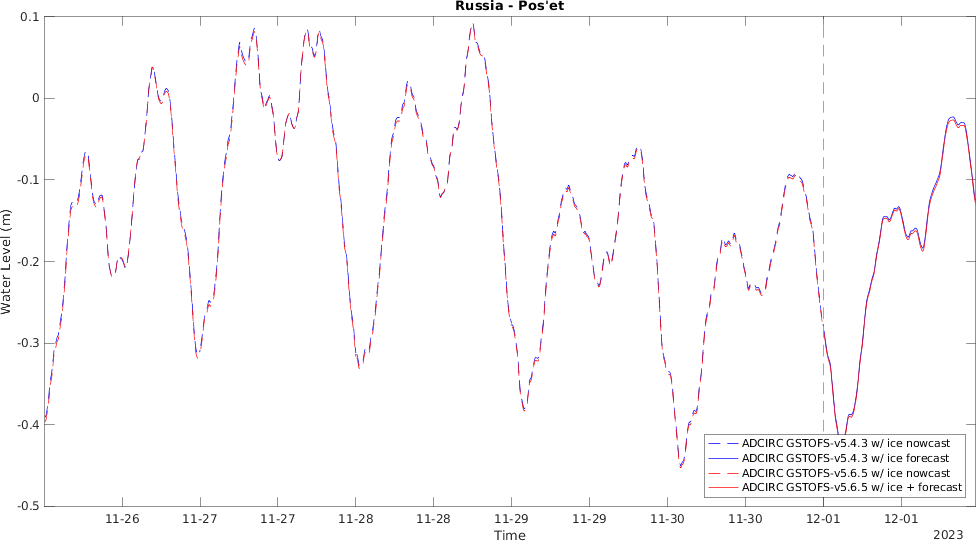 Russia - Pos'et
0.1
0
-0.1
-0.2
-0.3
-0.4
-0.5
Water Level (m)
ADCIRC GSTOFS-v5.4.3 w/ ice nowcast
ADCIRC GSTOFS-v5.4.3 w/ ice forecast
ADCIRC GSTOFS-v5.6.5 w/ ice nowcast
ADCIRC GSTOFS-v5.6.5 w/ ice + forecast
11-26 11-27 11-27 11-28 11-28 11-29 11-29 11-30 11-30 12-01 12-01
Time
2023